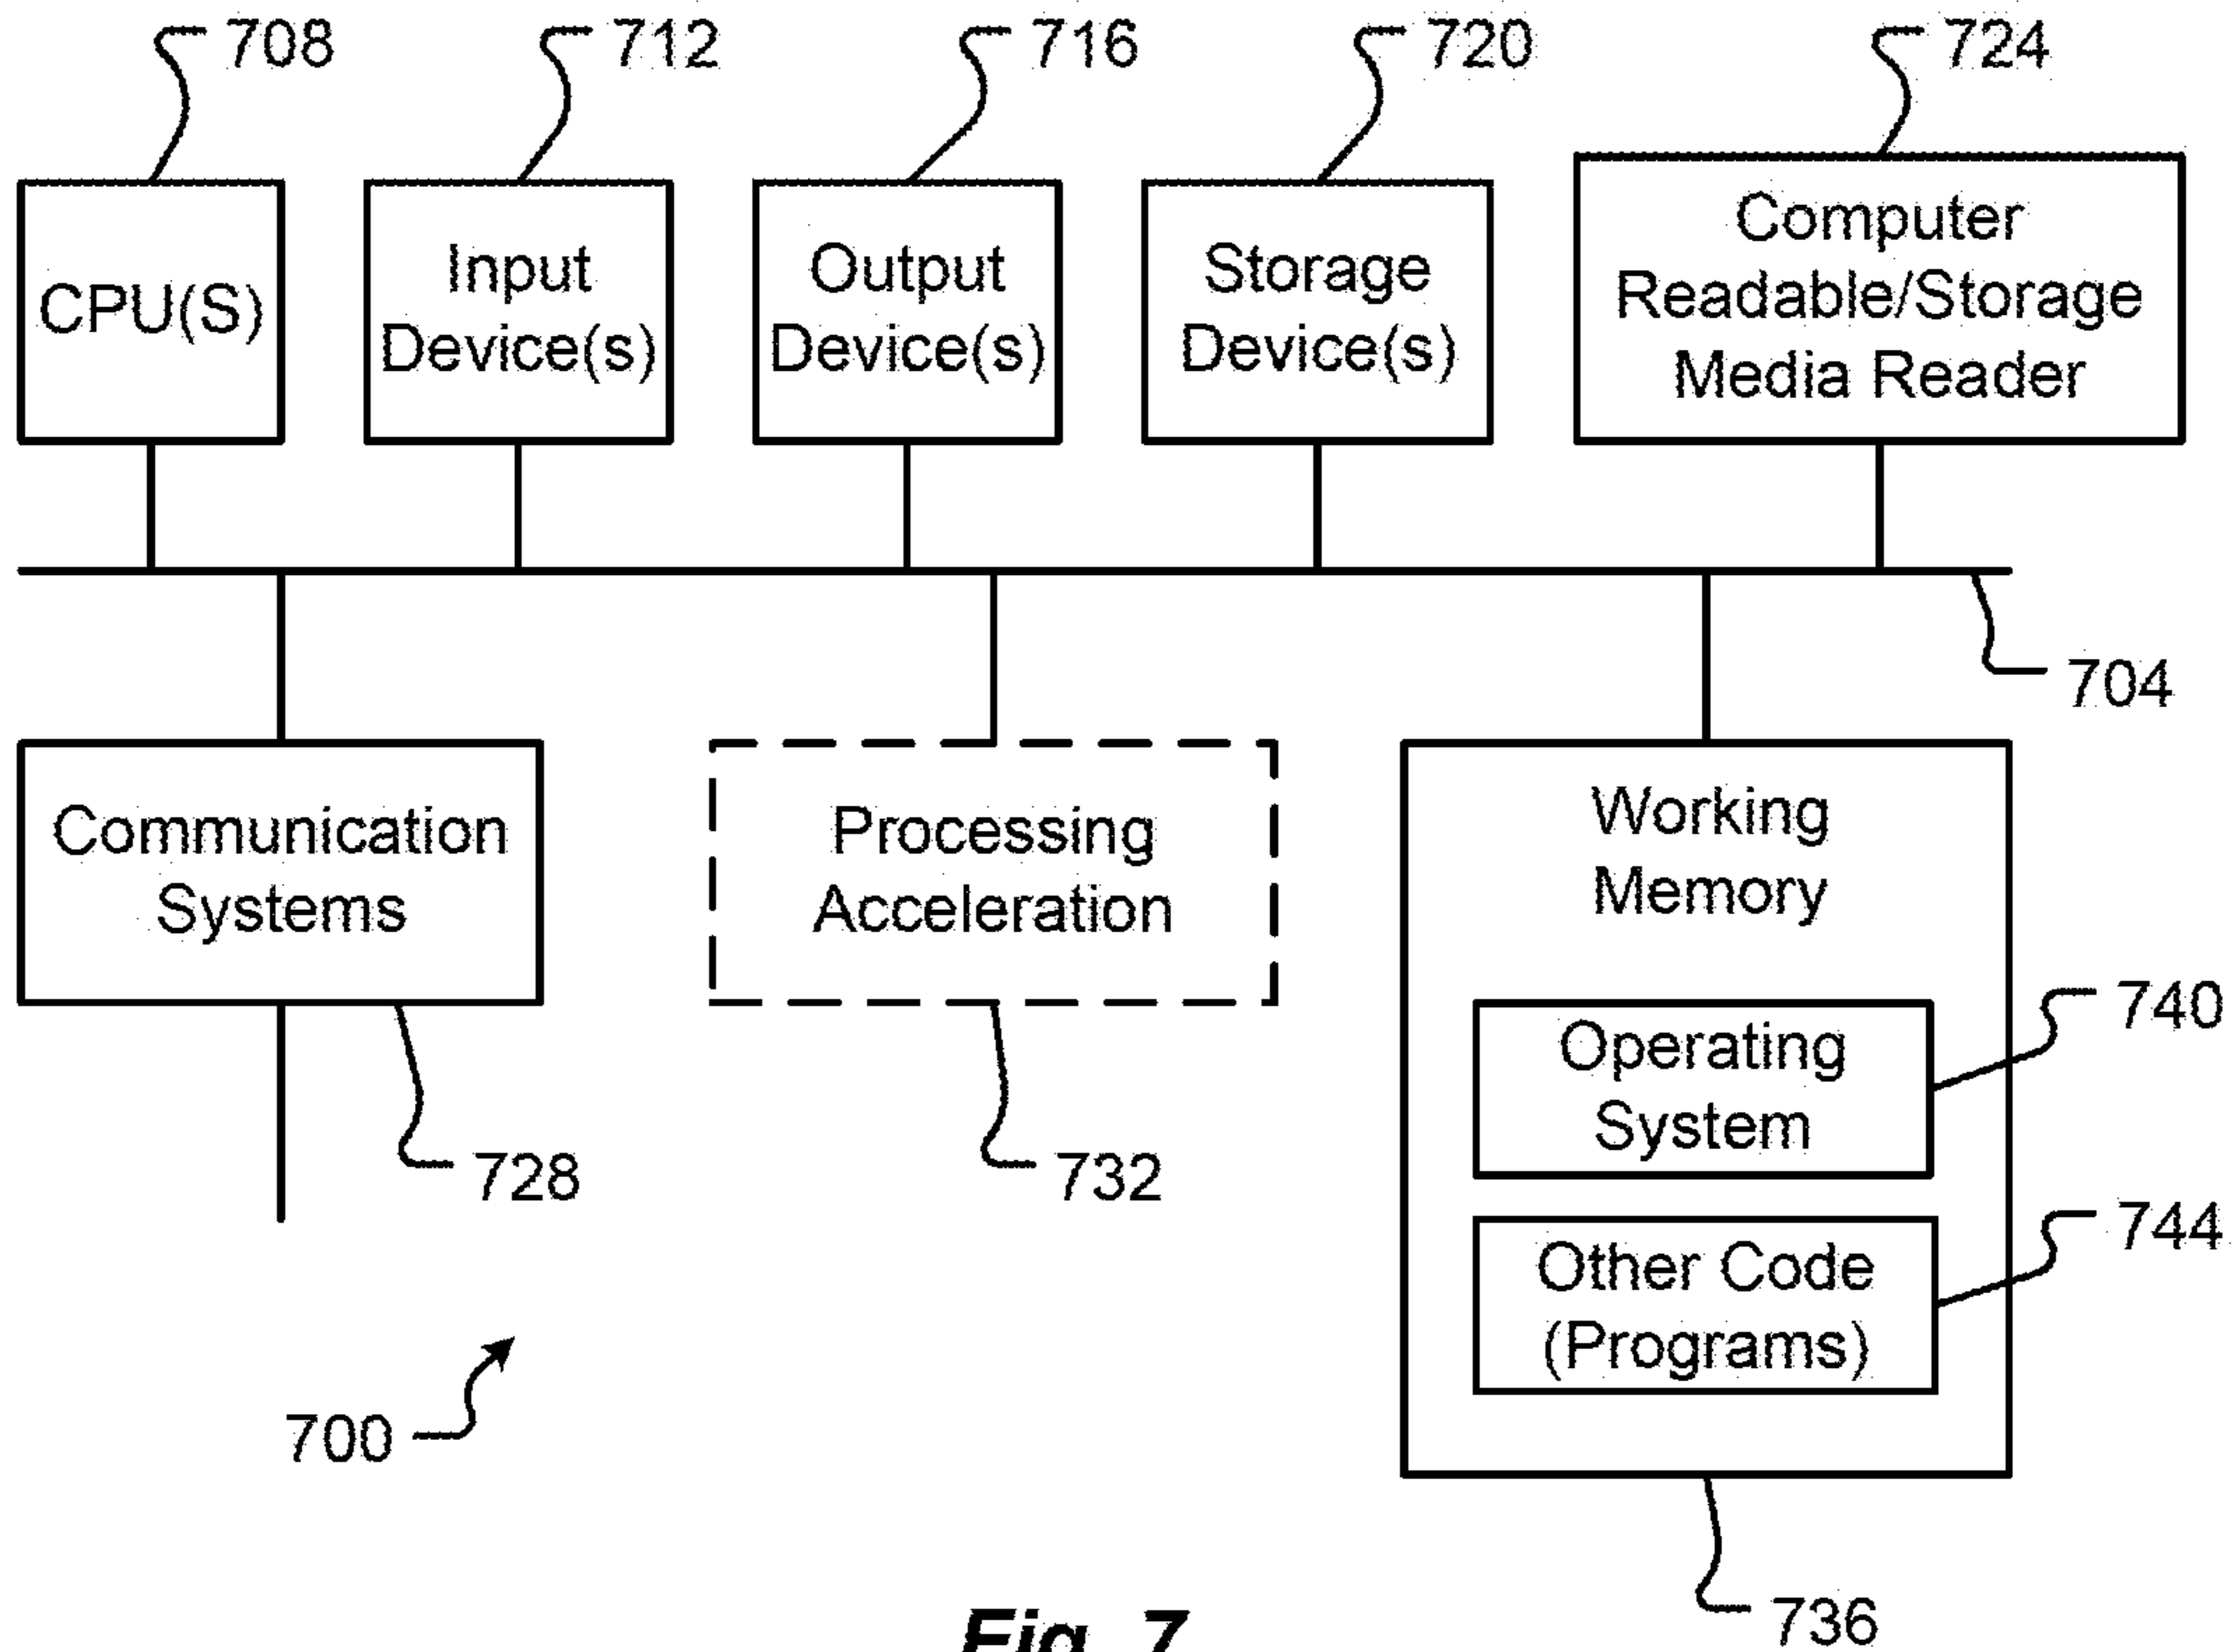 708
712
716
720
724
CPU(S)
Input
Device(s)
Output
Device(s)
Storage
Device(s)
Computer
Readable/Storage
Media Reader
704
Communication
Systems
728
Processing
Acceleration
732
Working
Memory
Operating
System
740
Other Code
(Programs)
744
700
736
Fig. 7